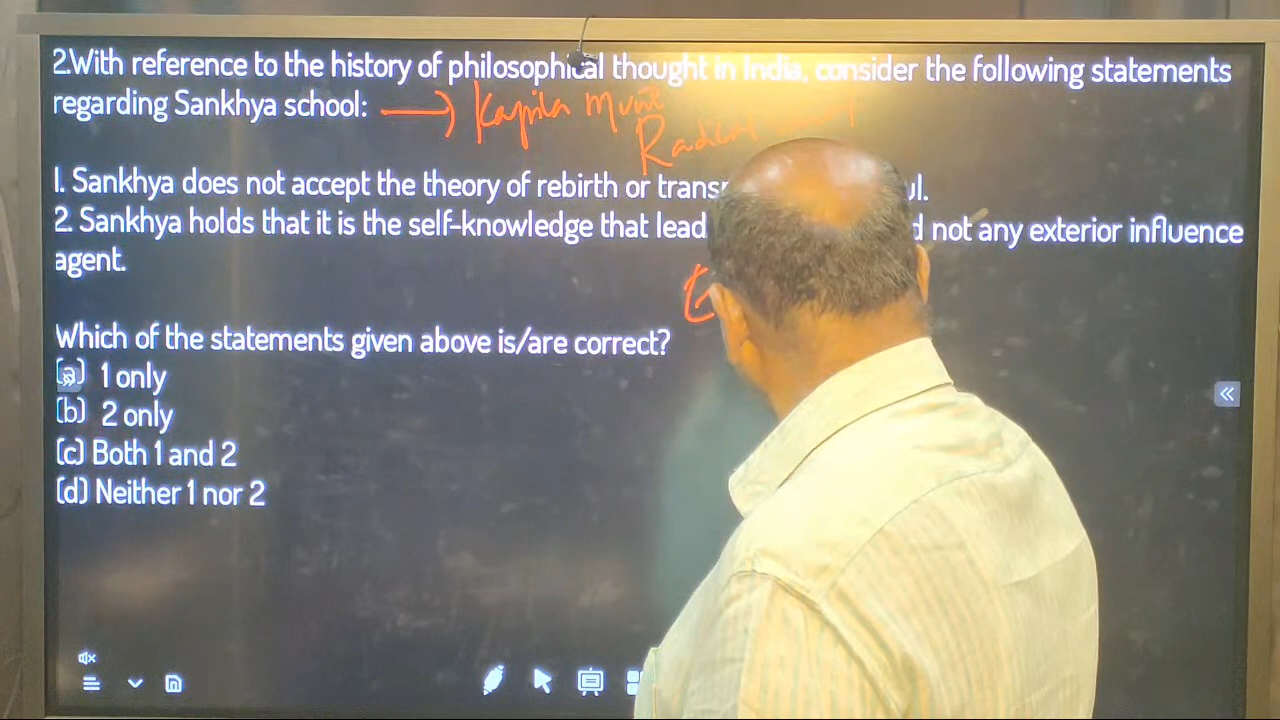 2.With reference to the history of philosophical thought in India, consider the following statements
regarding Sankhya school: → Kapila Muni
Radical
1. Sankhya does not accept the theory of rebirth or
2. Sankhya holds that it is the self-knowledge that lead not any exterior influence
agent.
Which of the statements given above is/are correct?
(a) 1 only
(b) 2 only
(c) Both 1 and 2
(d) Neither 1 nor 2